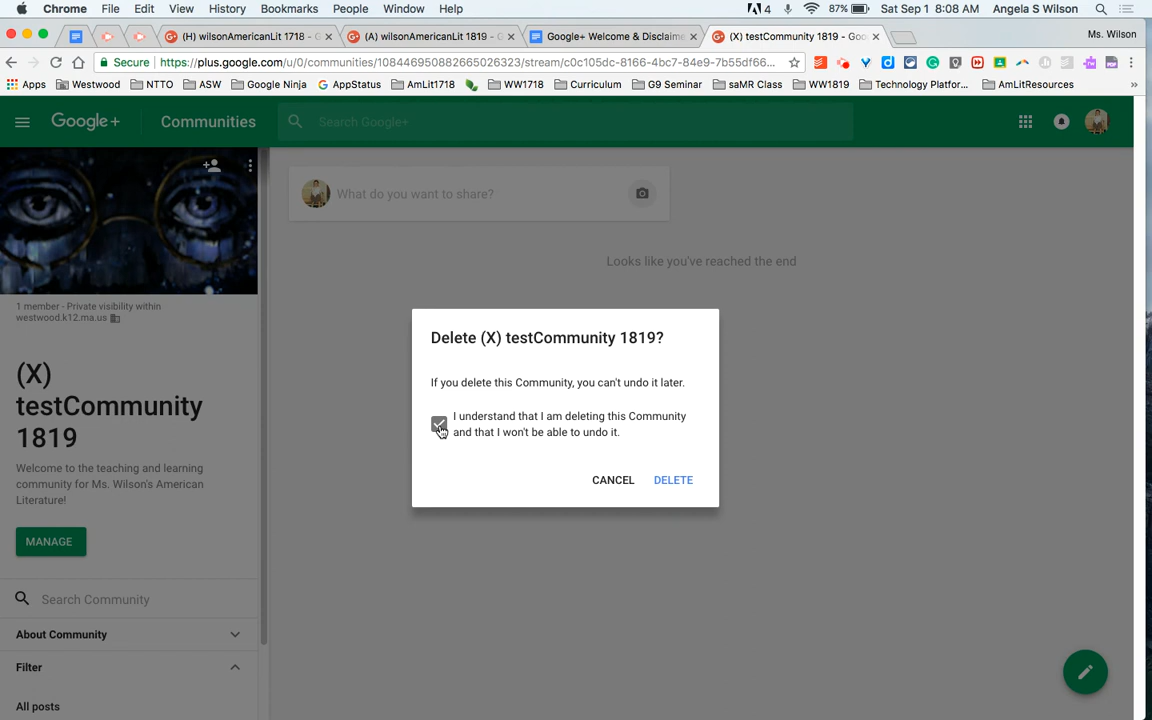 Chrome File Edit View History Bookmarks People Window Help 4 87% Sat Sep 1 8:08 AM Angela S Wilson
(H) wilsonAmericanLit 1718 - G (A) wilsonAmericanLit 1819 - G Google+ Welcome & Disclaime (X) testCommunity 1819 - Goo Ms. Wilson
Secure https://plus.google.com/u/0/communities/108446950882665026323/stream/c0c105dc-8166-4bc7-84e9-7b55df66...
Apps Westwood NTTO ASW Google Ninja AppStatus AmLit1718 WW1718 Curriculum G9 Seminar saMR Class WW1819 Technology Platfor... AmLitResources »
Google+ Communities Search Google+
What do you want to share?
Looks like you've reached the end
1 member - Private visibility within
westwood.k12.ma.us
(X)
testCommunity
1819
Welcome to the teaching and learning
community for Ms. Wilson's American
Literature!
MANAGE
Search Community
About Community
Filter
All posts
Delete (X) testCommunity 1819?
If you delete this Community, you can't undo it later.
I understand that I am deleting this Community
and that I won't be able to undo it.
CANCEL DELETE